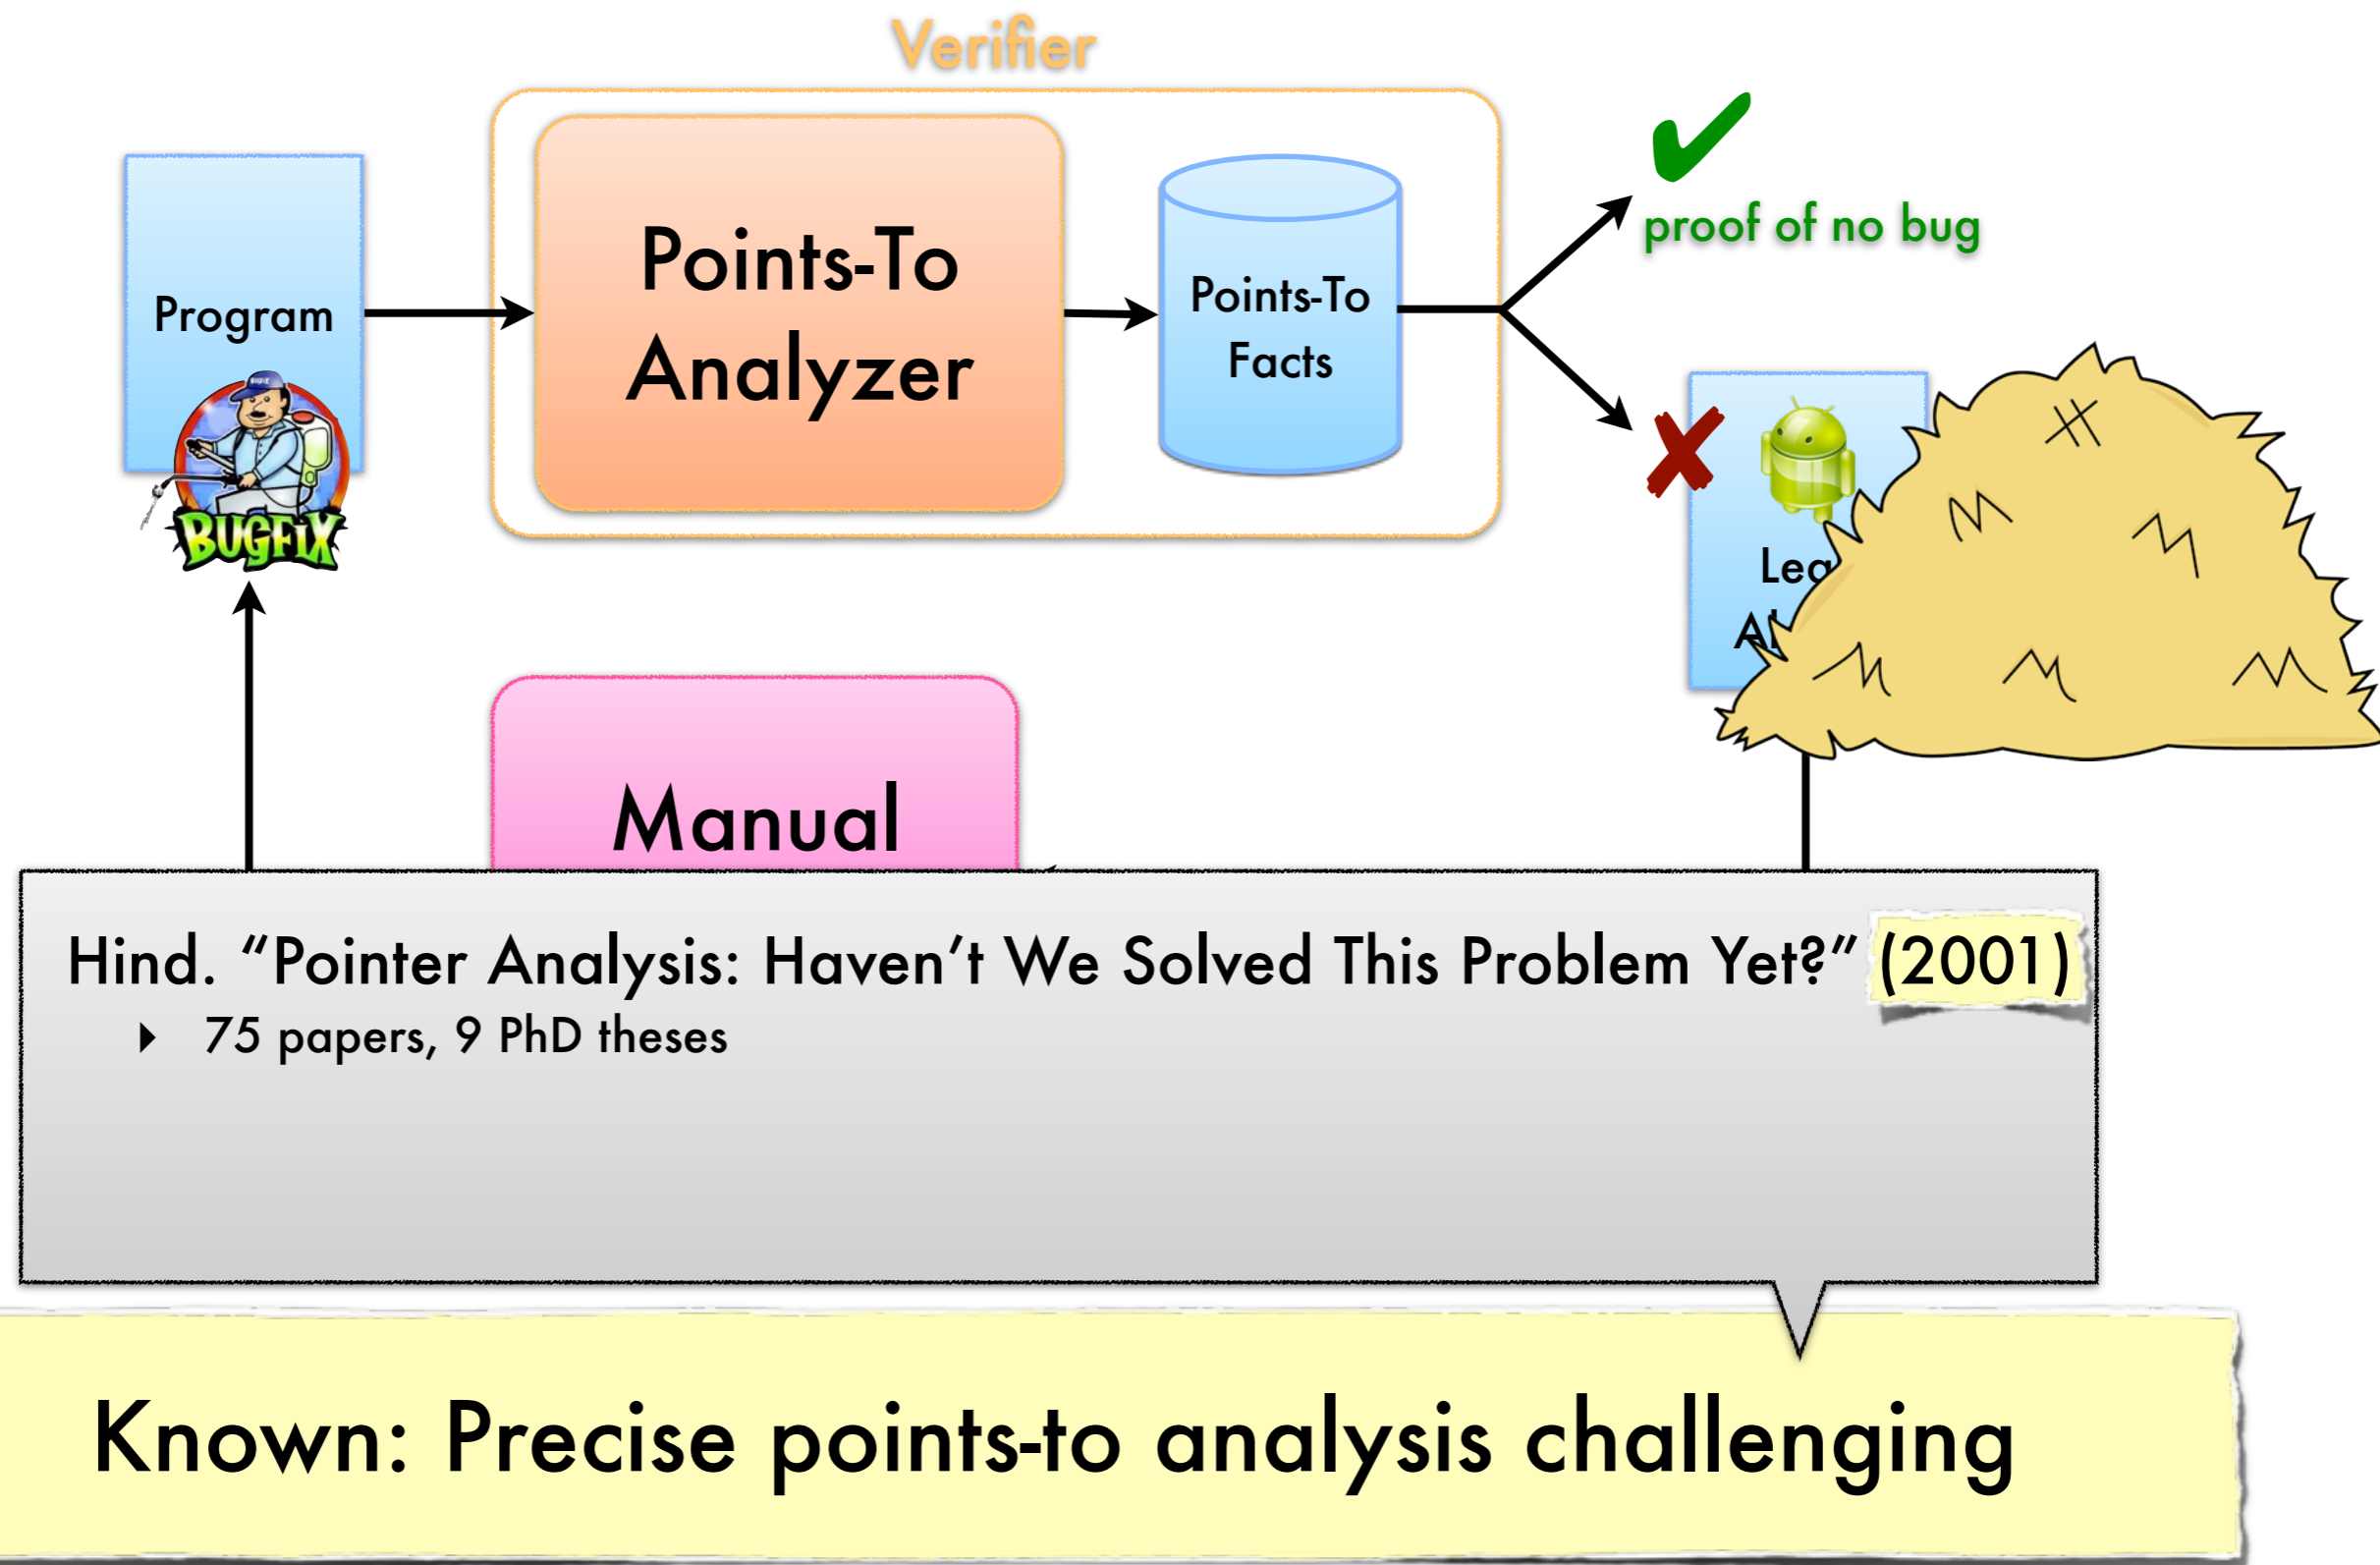 Verifier
Program
BUGFIX
Points-To
Analyzer
Points-To
Facts
proof of no bug
Manual
Hind. “Pointer Analysis: Haven’t We Solved This Problem Yet?” (2001)
‣ 75 papers, 9 PhD theses
Known: Precise points-to analysis challenging